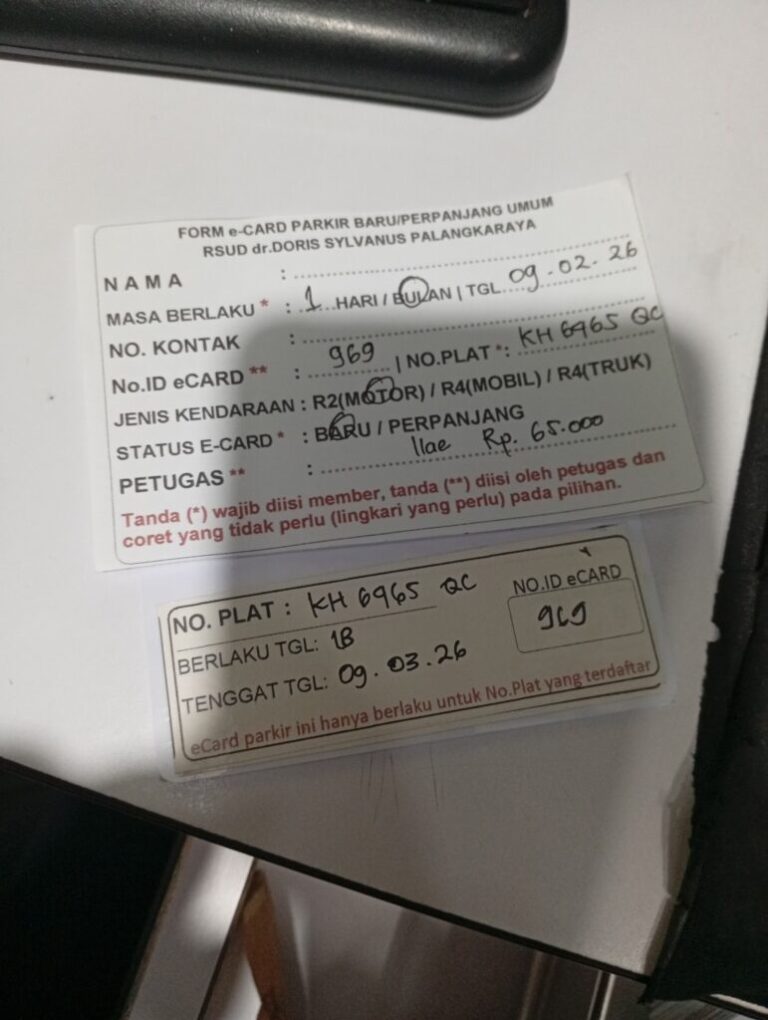 FORM e-CARD PARKIR BARU/PERPANJANG UMUM
RSUD dr.DORIS SYLVANUS PALANGKARAYA
NAMA :
MASA BERLAKU * : 1 HARI / BULAN | TGL. 09.02.26
NO. KONTAK :
No.ID eCARD ** : 969 | NO.PLAT *: KH 6965 QC
JENIS KENDARAAN : R2(MOTOR) / R4(MOBIL) / R4(TRUK)
STATUS E-CARD * : BARU / PERPANJANG
PETUGAS ** : Ilae Rp. 65.000
Tanda (*) wajib diisi member, tanda (**) diisi oleh petugas dan
coret yang tidak perlu (lingkari yang perlu) pada pilihan.
NO. PLAT : KH 6965 QC
NO.ID eCARD
969
BERLAKU TGL: 1B
TENGGAT TGL: 09.03.26
eCard parkir ini hanya berlaku untuk No.Plat yang terdaftar